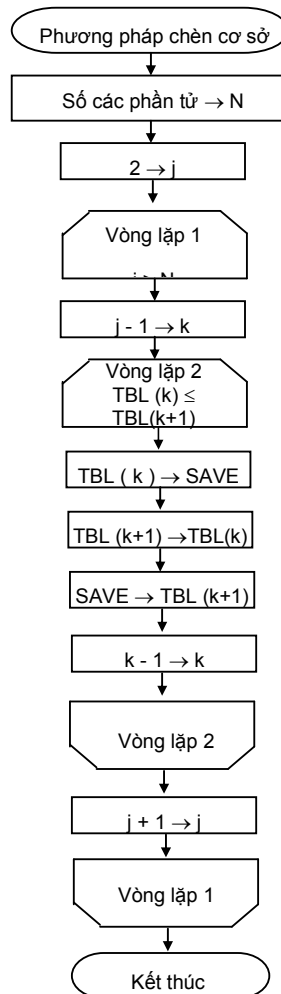 Phương pháp chèn cơ sở
Số các phần tử → N
2 → j
Vòng lặp 1
j - 1 → k
Vòng lặp 2
TBL (k) ≤
TBL(k+1)
TBL ( k ) → SAVE
TBL (k+1) →TBL(k)
SAVE → TBL (k+1)
k - 1 → k
Vòng lặp 2
j + 1 → j
Vòng lặp 1
Kết thúc